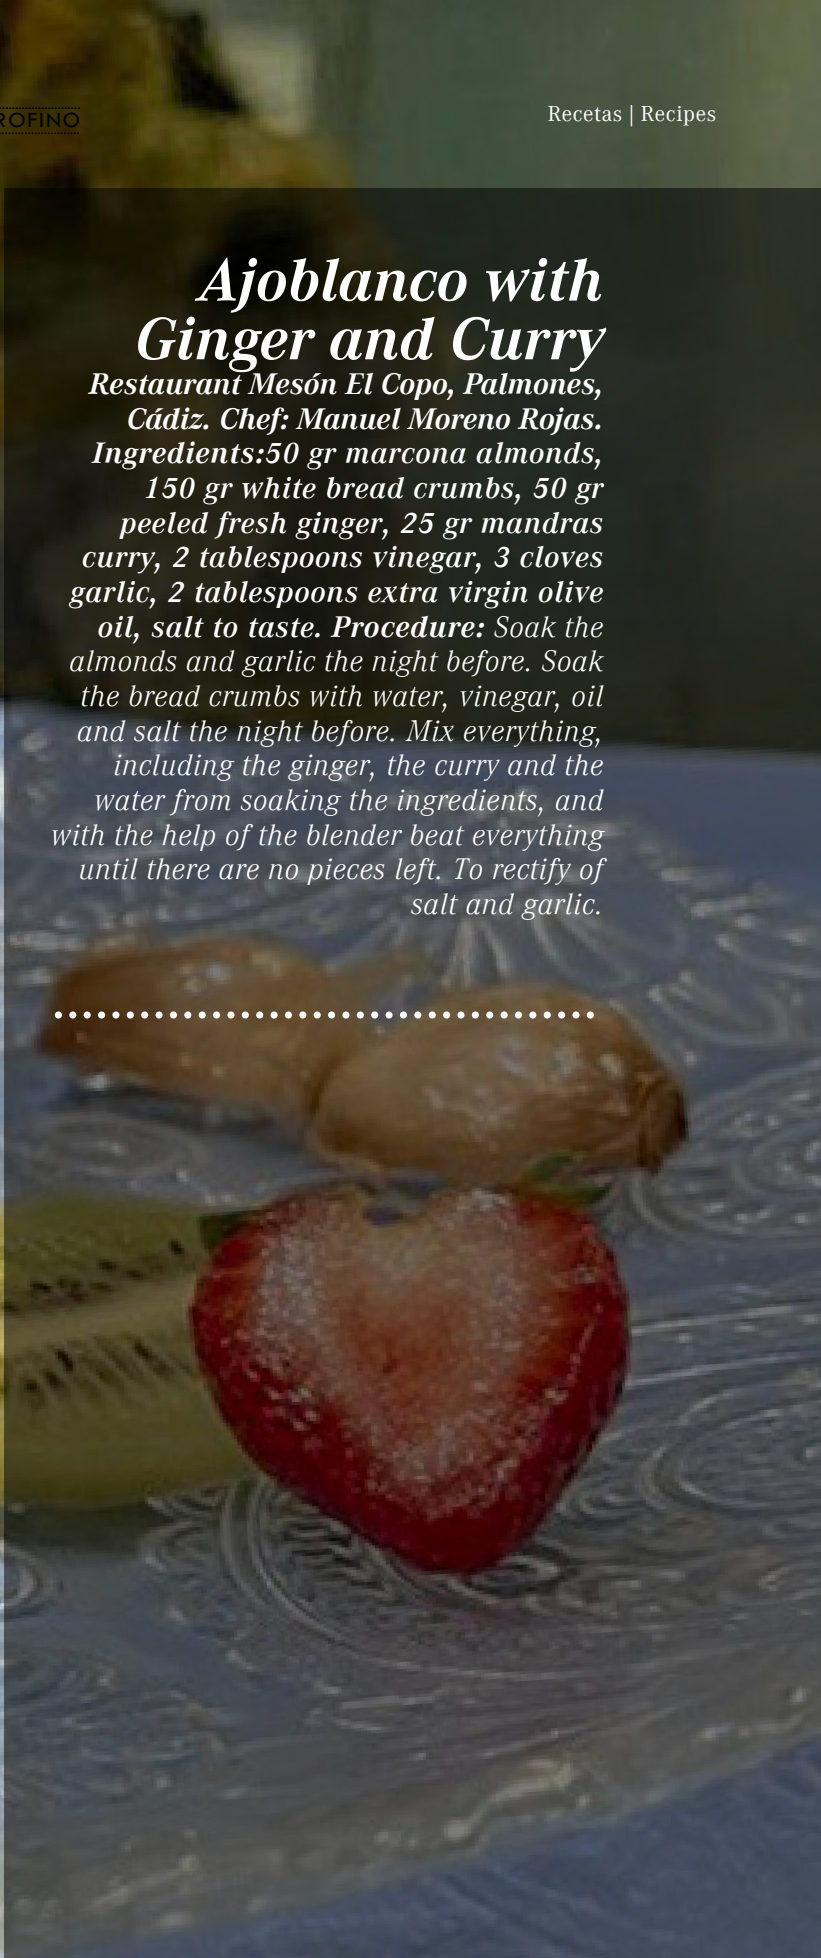 ROFINO
Recetas | Recipes
Ajoblanco with
Ginger and Curry
Restaurant Mesón El Copo, Palmones,
Cádiz. Chef: Manuel Moreno Rojas.
Ingredients:50 gr marcona almonds,
150 gr white bread crumbs, 50 gr
peeled fresh ginger, 25 gr mandras
curry, 2 tablespoons vinegar, 3 cloves
garlic, 2 tablespoons extra virgin olive
oil, salt to taste. Procedure: Soak the
almonds and garlic the night before. Soak
the bread crumbs with water, vinegar, oil
and salt the night before. Mix everything,
including the ginger, the curry and the
water from soaking the ingredients, and
with the help of the blender beat everything
until there are no pieces left. To rectify of
salt and garlic.